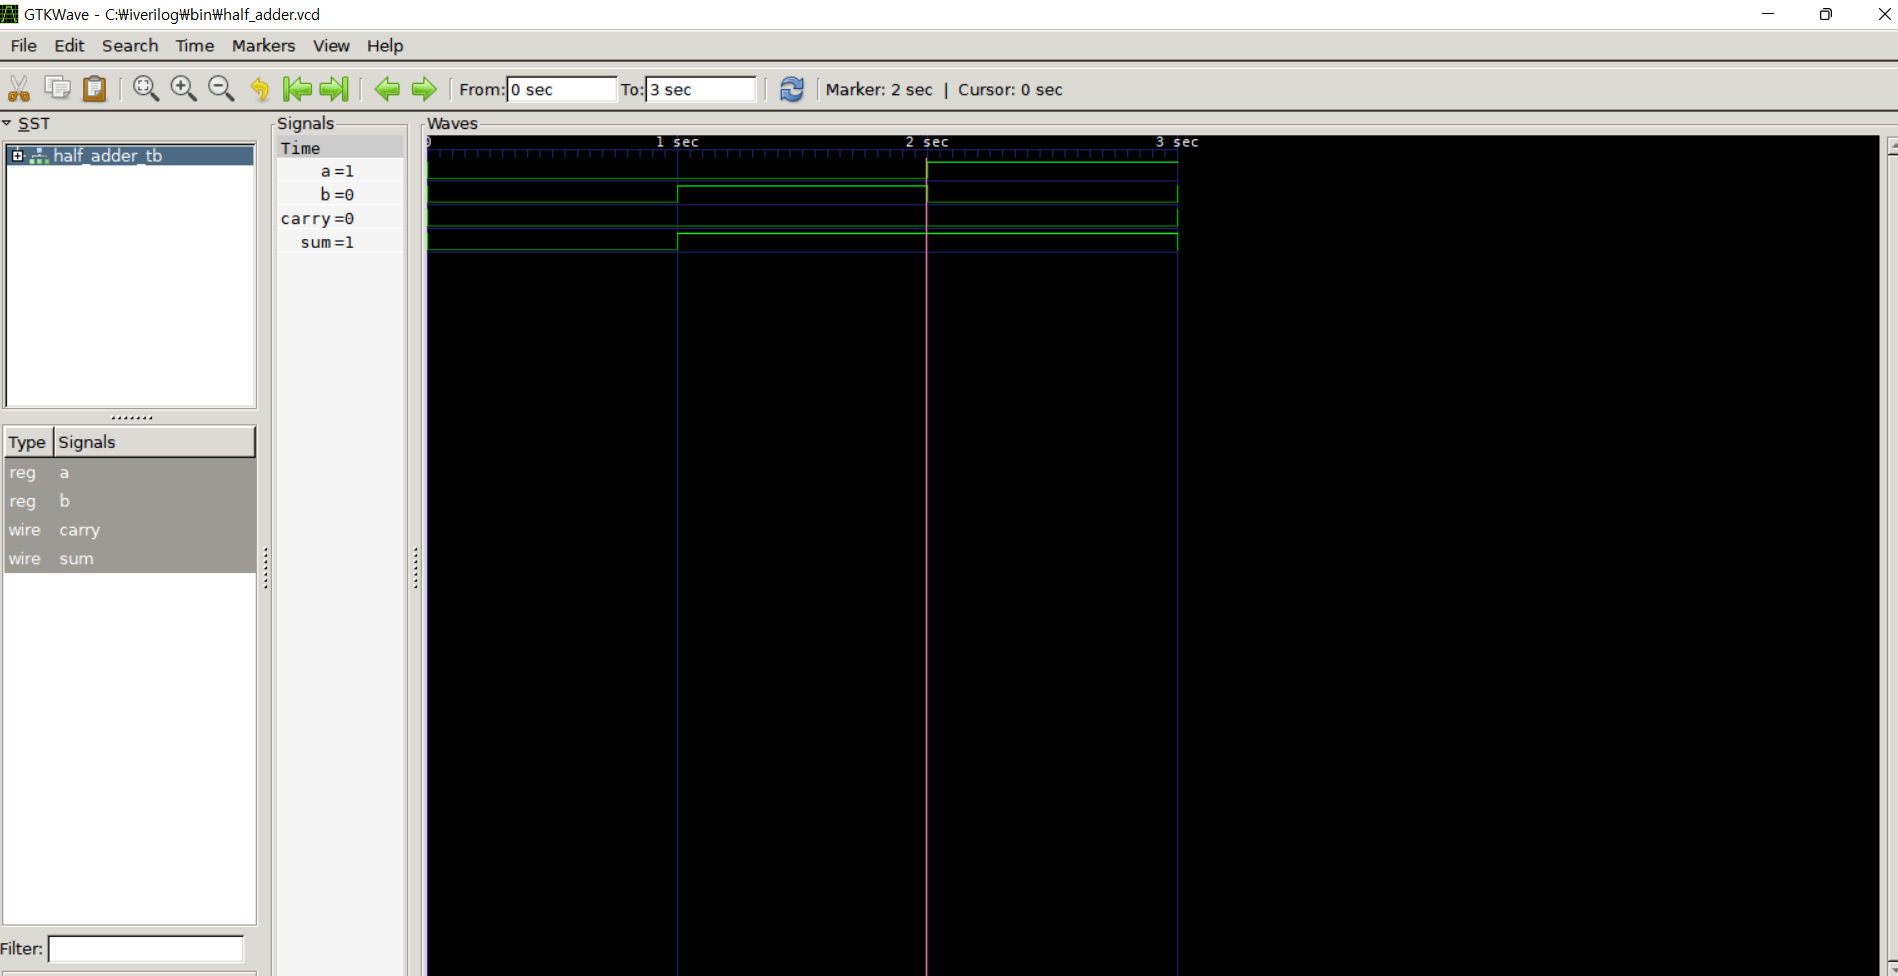 GTKWave - C:₩iverilog₩bin₩half_adder.vcd
File Edit Search Time Markers View Help
From: 0 sec To: 3 sec Marker: 2 sec | Cursor: 0 sec
SST
half_adder_tb
Type Signals
reg a
reg b
wire carry
wire sum
Filter:
Signals
Time
a=1
b=0
carry=0
sum=1
Waves
0 1 sec 2 sec 3 sec